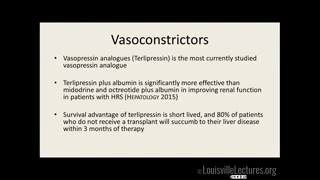 Vasoconstrictors
• Vasopressin analogues (Terlipressin) is the most currently studied
vasopressin analogue
• Terlipressin plus albumin is significantly more effective than
midodrine and octreotide plus albumin in improving renal function
in patients with HRS (HEPATOLOGY 2015)
• Survival advantage of terlipressin is short lived, and 80% of patients
who do not receive a transplant will succumb to their liver disease
within 3 months of therapy
LouisvilleLectures.org